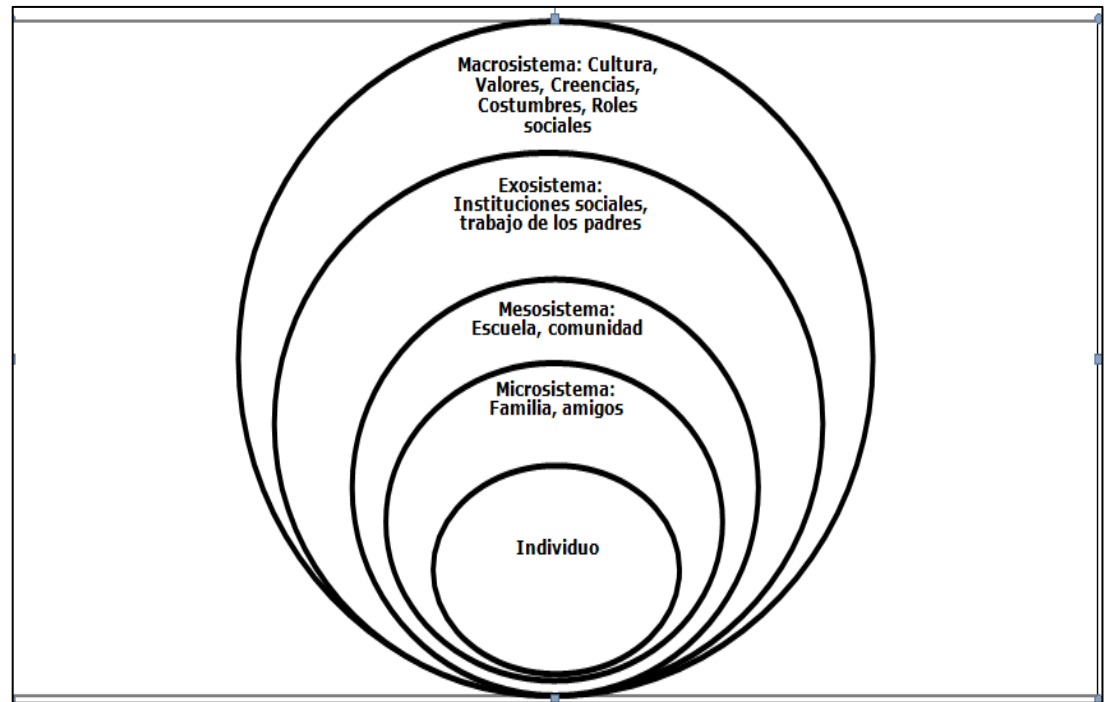 Macrosistema: Cultura,
Valores, Creencias,
Costumbres, Roles
sociales
Exosistema:
Instituciones sociales,
trabajo de los padres
Mesosistema:
Escuela, comunidad
Microsistema:
Familia, amigos
Individuo